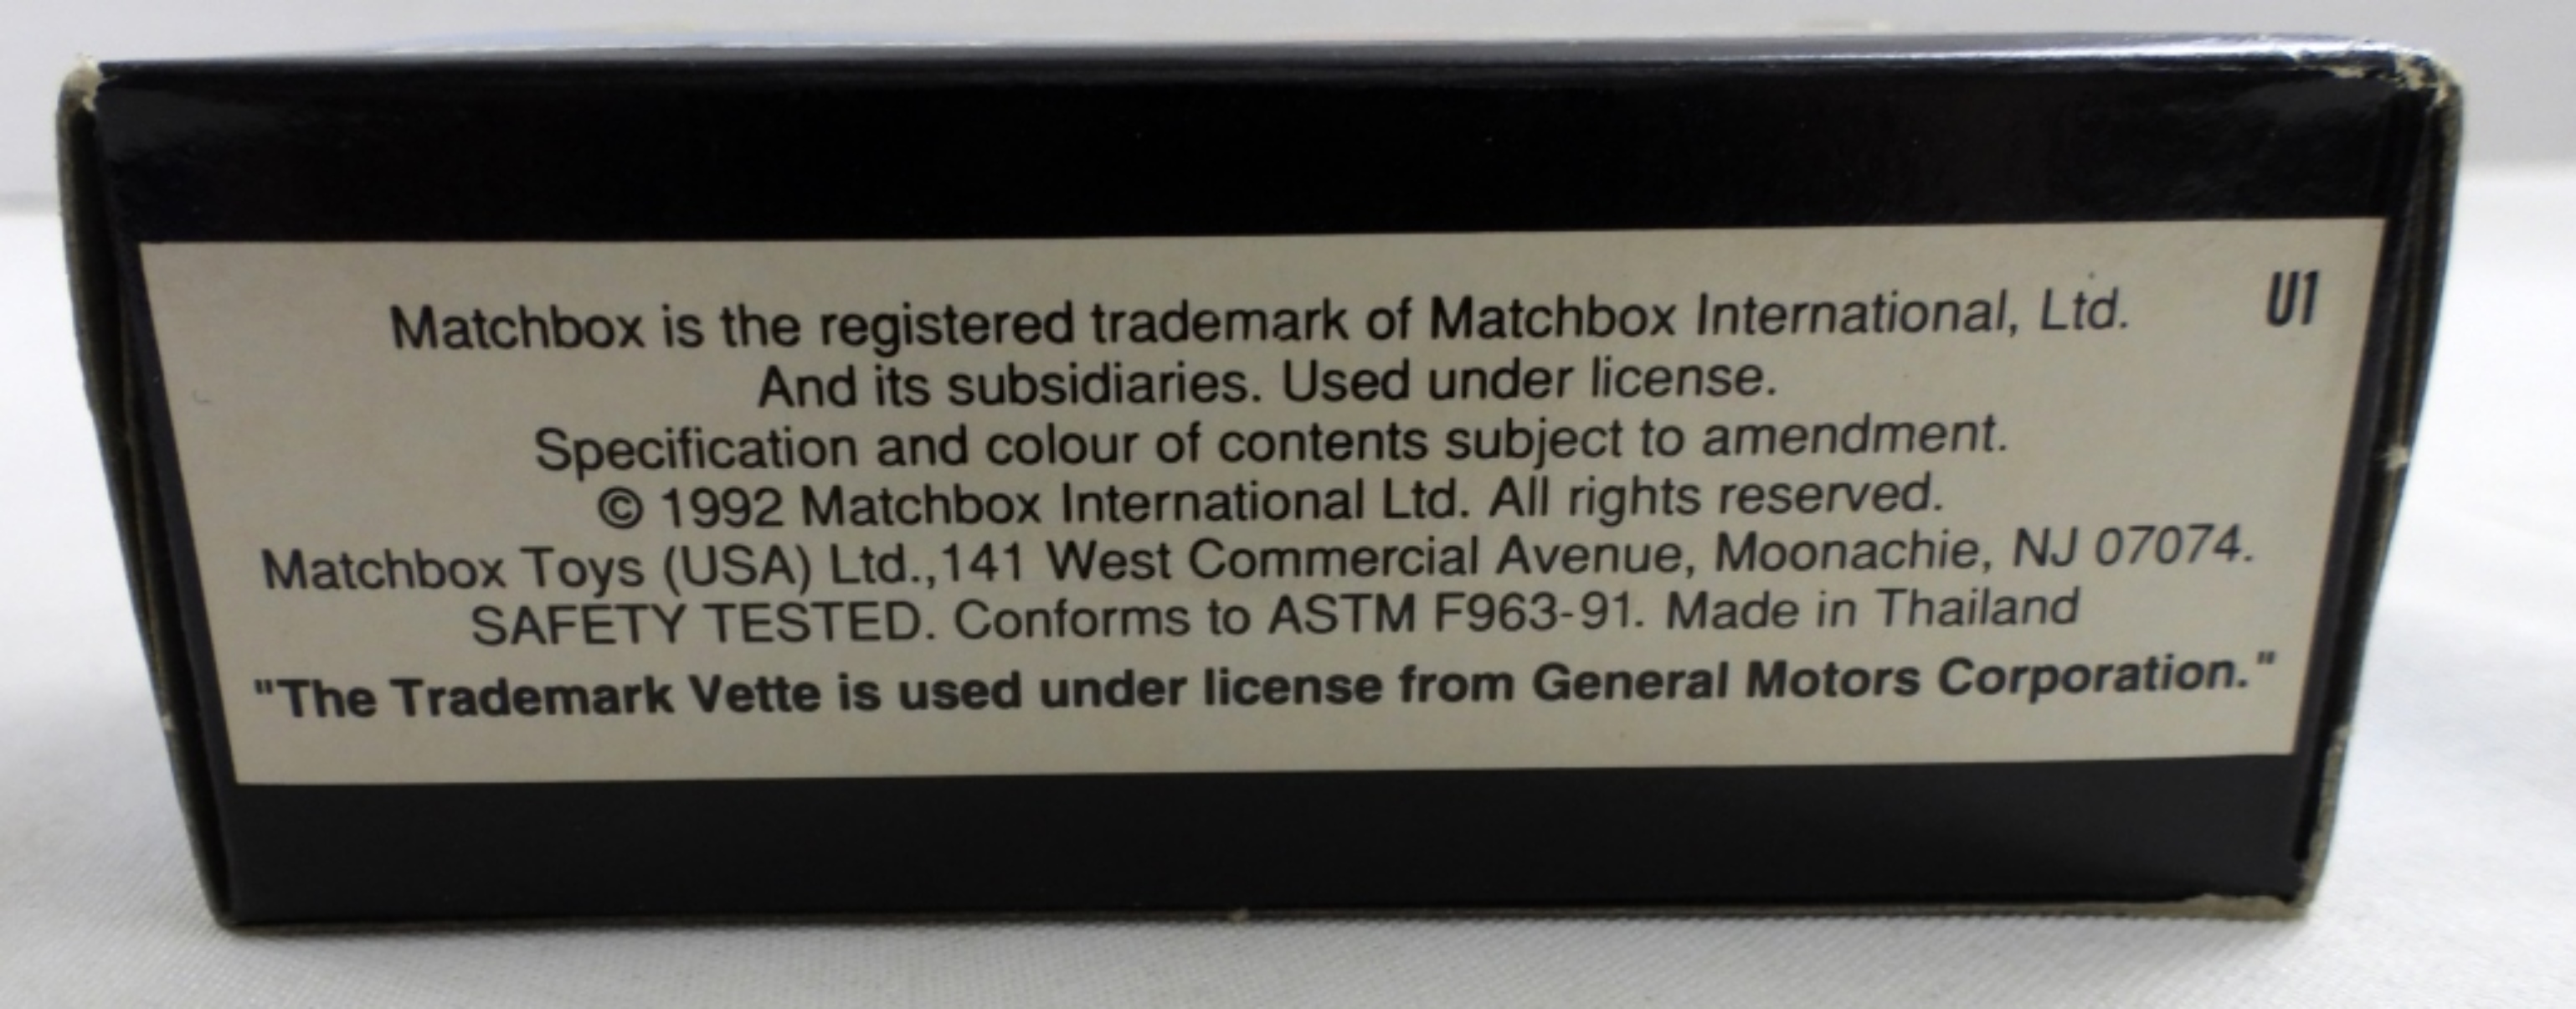 Matchbox is the registered trademark of Matchbox International, Ltd. U1
And its subsidiaries. Used under license.
Specification and colour of contents subject to amendment.
© 1992 Matchbox International Ltd. All rights reserved.
Matchbox Toys (USA) Ltd.,141 West Commercial Avenue, Moonachie, NJ 07074.
SAFETY TESTED. Conforms to ASTM F963-91. Made in Thailand
"The Trademark Vette is used under license from General Motors Corporation."